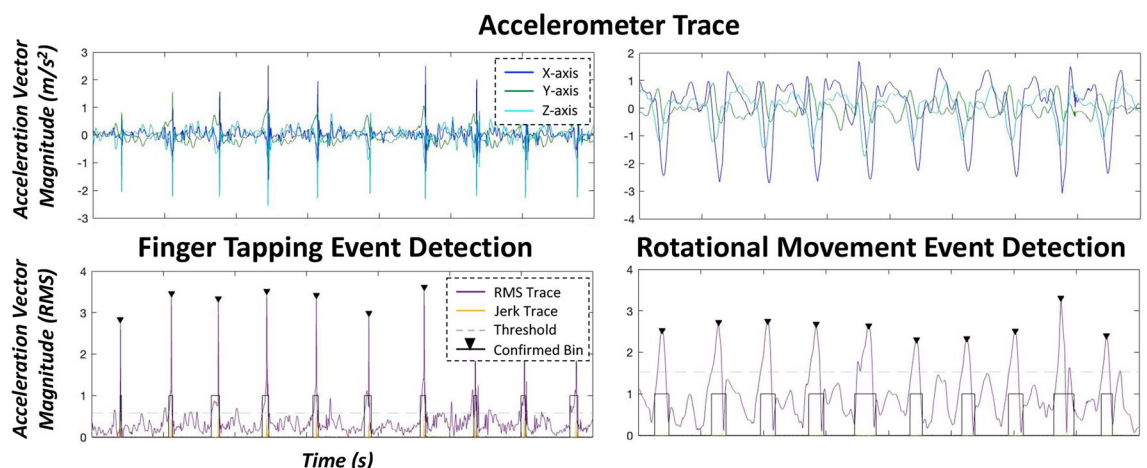 Accelerometer Trace
Acceleration Vector
Magnitude (m/s²)
3
2
1
0
-1
-2
-3
X-axis
Y-axis
Z-axis
2
1
0
-1
-2
-3
-4
Finger Tapping Event Detection
Rotational Movement Event Detection
Acceleration Vector
Magnitude (RMS)
4
3
2
1
0
RMS Trace
Jerk Trace
Threshold
Confirmed Bin
4
3
2
1
0
Time (s)